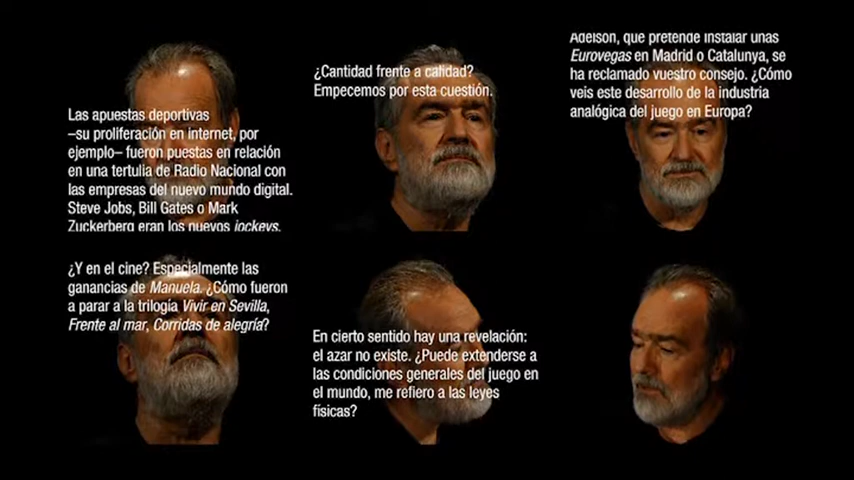 Las apuestas deportivas
–su proliferación en internet, por
ejemplo– fueron puestas en relación
en una tertulia de Radio Nacional con
las empresas del nuevo mundo digital.
Steve Jobs, Bill Gates o Mark
Zuckerberg eran los nuevos jockeys.
¿Cantidad frente a calidad?
Empecemos por esta cuestión.
Adelson, que pretende instalar unas
Eurovegas en Madrid o Catalunya, se
ha reclamado vuestro consejo. ¿Cómo
veis este desarrollo de la industria
analógica del juego en Europa?
¿Y en el cine? Especialmente las
ganancias de Manuela. ¿Cómo fueron
a parar a la trilogía Vivir en Sevilla,
Frente al mar, Corridas de alegría?
En cierto sentido hay una revelación:
el azar no existe. ¿Puede extenderse a
las condiciones generales del juego en
el mundo, me refiero a las leyes
físicas?